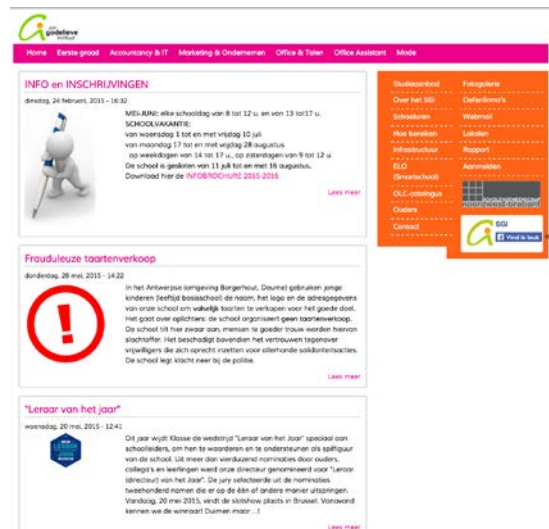 sint
godelieve
instituut
Home Eerste graad Accountancy & IT Marketing & Ondernemen Office & Talen Office Assistant Mode
INFO en INSCHRIJVINGEN
dinsdag, 24 februari, 2015 - 16:32
MEI-JUNI: elke schooldag van 8 tot 12 u. en van 13 tot17 u.
SCHOOLVAKANTIE:
van woensdag 1 tot en met vrijdag 10 juli
van maandag 17 tot en met vrijdag 28 augustus
op weekdagen van 14 tot 17 u., op zaterdagen van 9 tot 12 u.
De school is gesloten van 11 juli tot en met 16 augustus.
Download hier de INFOBROCHURE 2015-2016
Lees meer
Frauduleuze taartenverkoop
donderdag, 28 mei, 2015 - 14:22
In het Antwerpse (omgeving Borgerhout, Deurne) gebruiken jonge
kinderen (leeftijd basisschool) de naam, het logo en de adresgegevens
van onze school om valselijk taarten te verkopen voor het goede doel.
Het gaat over oplichters: de school organiseert geen taartenverkoop.
De school tilt hier zwaar aan, mensen te goeder trouw worden hiervan
slachtoffer. Het beschadigt bovendien het vertrouwen tegenover
vrijwilligers die zich oprecht inzetten voor allerhande solidariteitsacties.
De school legt klacht neer bij de politie.
Lees meer
"Leraar van het jaar"
woensdag, 20 mei, 2015 - 12:41
Dit jaar wijdt Klasse de wedstrijd "Leraar van het Jaar" speciaal aan
schoolleiders, om hen te waarderen en te ondersteunen als spilfiguur
van de school. Uit meer dan vierduizend nominaties door ouders,
collega's en leerlingen werd onze directeur genomineerd voor "Leraar
(directeur) van het Jaar". De jury selecteerde uit de nominaties
tweehonderd namen die er op de één of andere manier uitspringen.
Vandaag, 20 mei 2015, vindt de slotshow plaats in Brussel. Vanavond
kennen we de winnaar! Duimen maar ...!
Lees meer
Studieaanbod
Over het SGi
Schooluren
Hoe bereiken
Infrastructuur
ELO
(Smartschool)
OLC-catalogus
Ouders
Contact
Fotogalerie
Oefenfirma's
Webmail
Lokalen
Rapport
Aanmelden
noordwest-brabant
SGi
Vind ik leuk